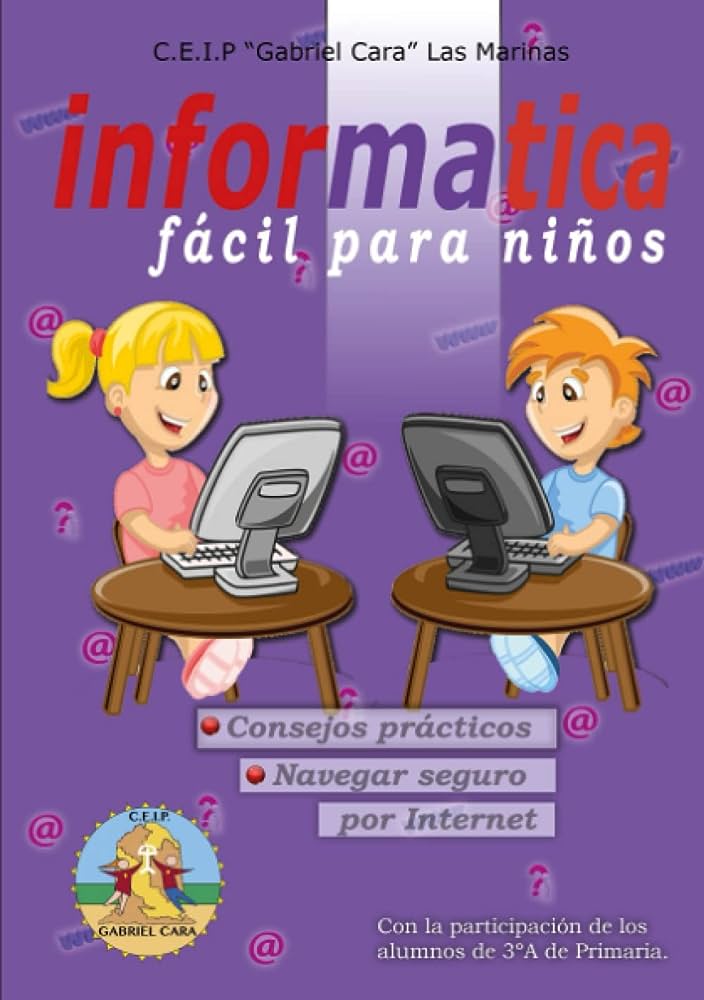 C.E.I.P "Gabriel Cara" Las Marinas
informatica
fácil para niños
Consejos prácticos
Navegar seguro
por Internet
C.E.I.P.
GABRIEL CARA
Con la participación de los
alumnos de 3ºA de Primaria.